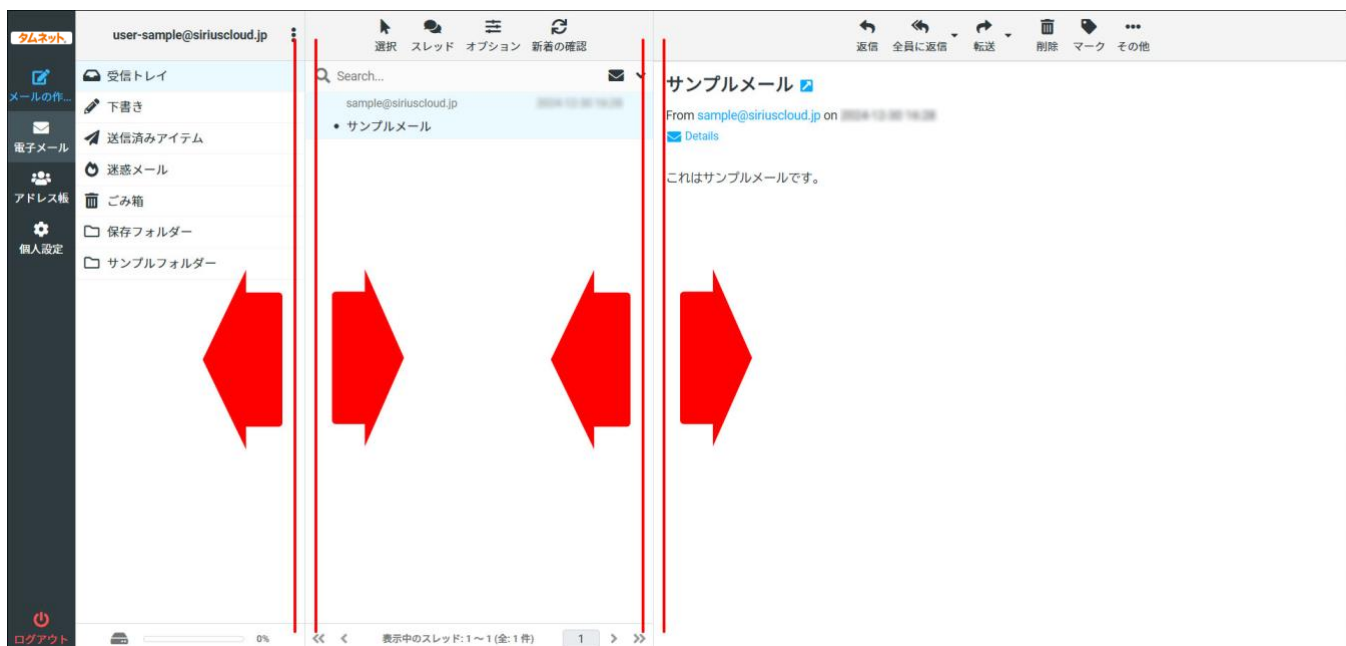 タムネット
メールの作...
電子メール
アドレス帳
個人設定
ログアウト
user-sample@siriuscloud.jp
受信トレイ
下書き
送信済みアイテム
迷惑メール
ごみ箱
保存フォルダー
サンプルフォルダー
0%
選択 スレッド オプション 新着の確認
Search...
sample@siriuscloud.jp
サンプルメール
表示中のスレッド: 1 ～ 1 (全: 1 件)
1
返信 全員に返信 転送 削除 マーク その他
サンプルメール
From sample@siriuscloud.jp on
Details
これはサンプルメールです。